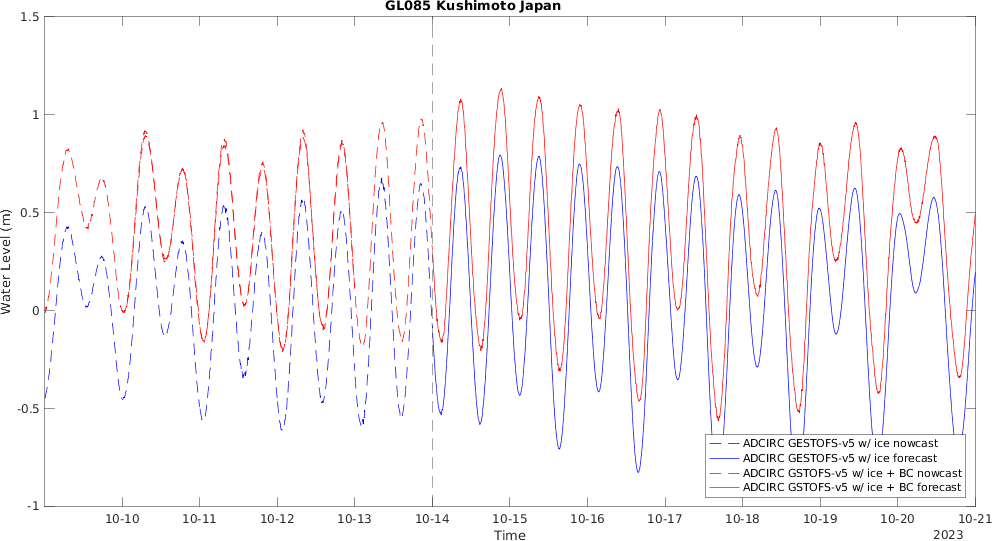 GL085 Kushimoto Japan
1.5
1
0.5
0
-0.5
-1
Water Level (m)
10-10 10-11 10-12 10-13 10-14 10-15 10-16 10-17 10-18 10-19 10-20 10-21
Time
2023
ADCIRC GESTOFS-v5 w/ ice nowcast
ADCIRC GESTOFS-v5 w/ ice forecast
ADCIRC GSTOFS-v5 w/ ice + BC nowcast
ADCIRC GSTOFS-v5 w/ ice + BC forecast